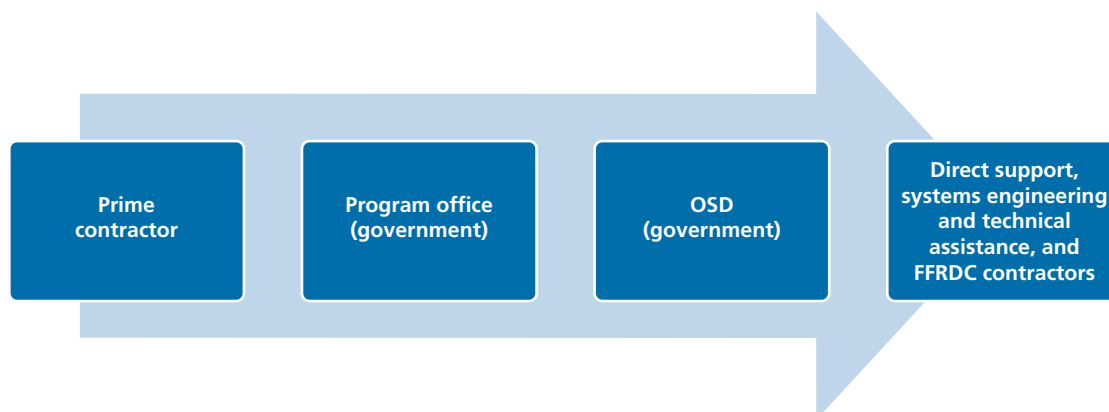 Prime
contractor
Program office
(government)
OSD
(government)
Direct support,
systems engineering
and technical
assistance, and
FFRDC contractors